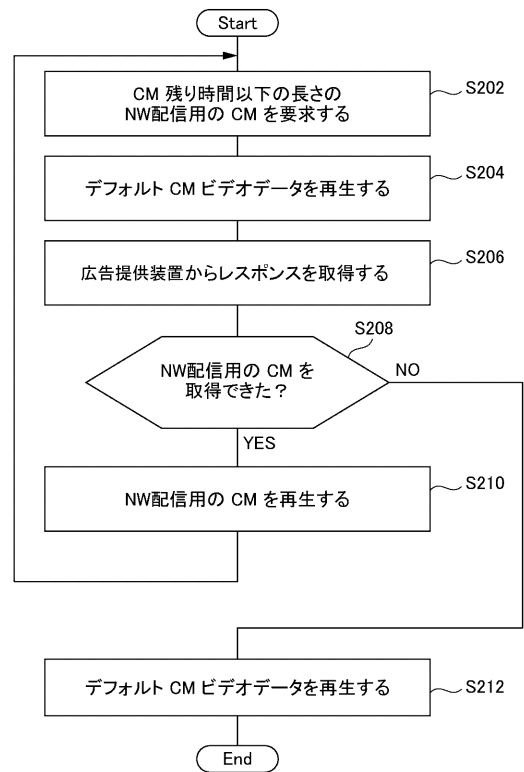 Start
CM 残り時間以下の長さの
NW配信用の CM を要求する
S202
デフォルト CM ビデオデータを再生する
S204
広告提供装置からレスポンスを取得する
S206
S208
NW配信用の CM を
取得できた？
NO
YES
NW配信用の CM を再生する
S210
デフォルト CM ビデオデータを再生する
S212
End